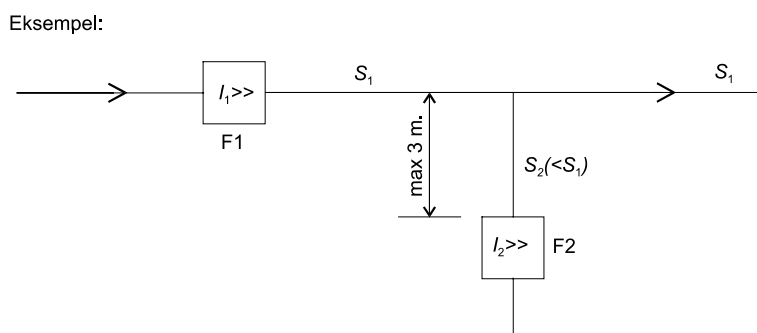 Eksempel:
S₁
S₁
I₁>>
F1
max 3 m.
S₂(<S₁)
I₂>>
F2